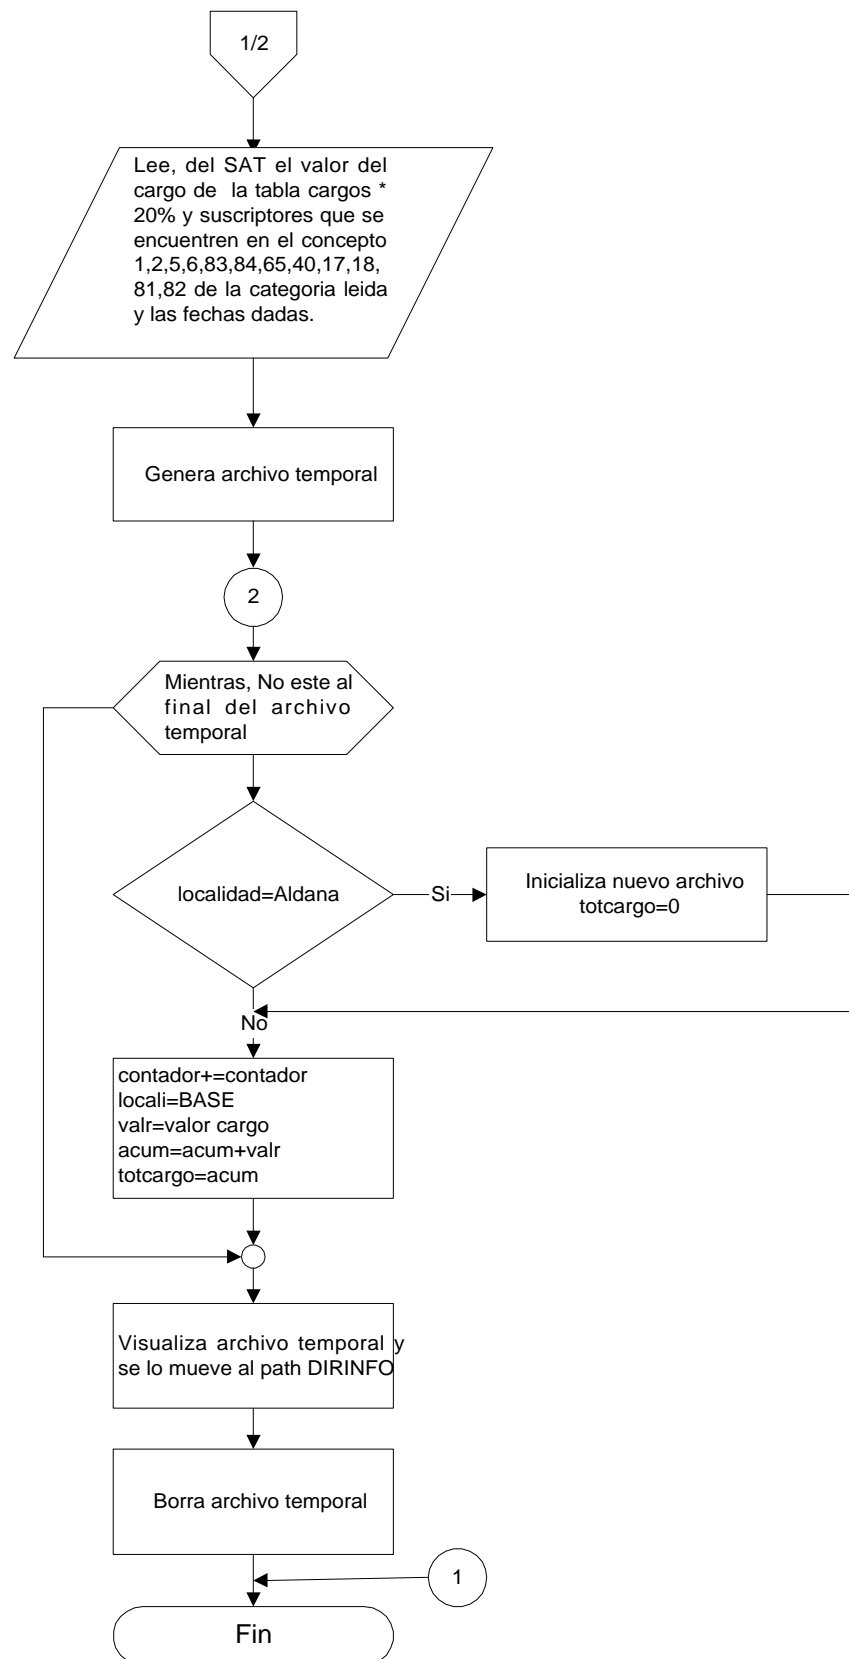 1/2
Lee, del SAT el valor del
cargo de la tabla cargos *
20% y suscriptores que se
encuentren en el concepto
1,2,5,6,83,84,65,40,17,18,
81,82 de la categoria leida
y las fechas dadas.
Genera archivo temporal
2
Mientras, No este al
final del archivo
temporal
localidad=Aldana
Si
Inicializa nuevo archivo
totcargo=0
No
contador+=contador
locali=BASE
valr=valor cargo
acum=acum+valr
totcargo=acum
Visualiza archivo temporal y
se lo mueve al path DIRINFO
Borra archivo temporal
1
Fin